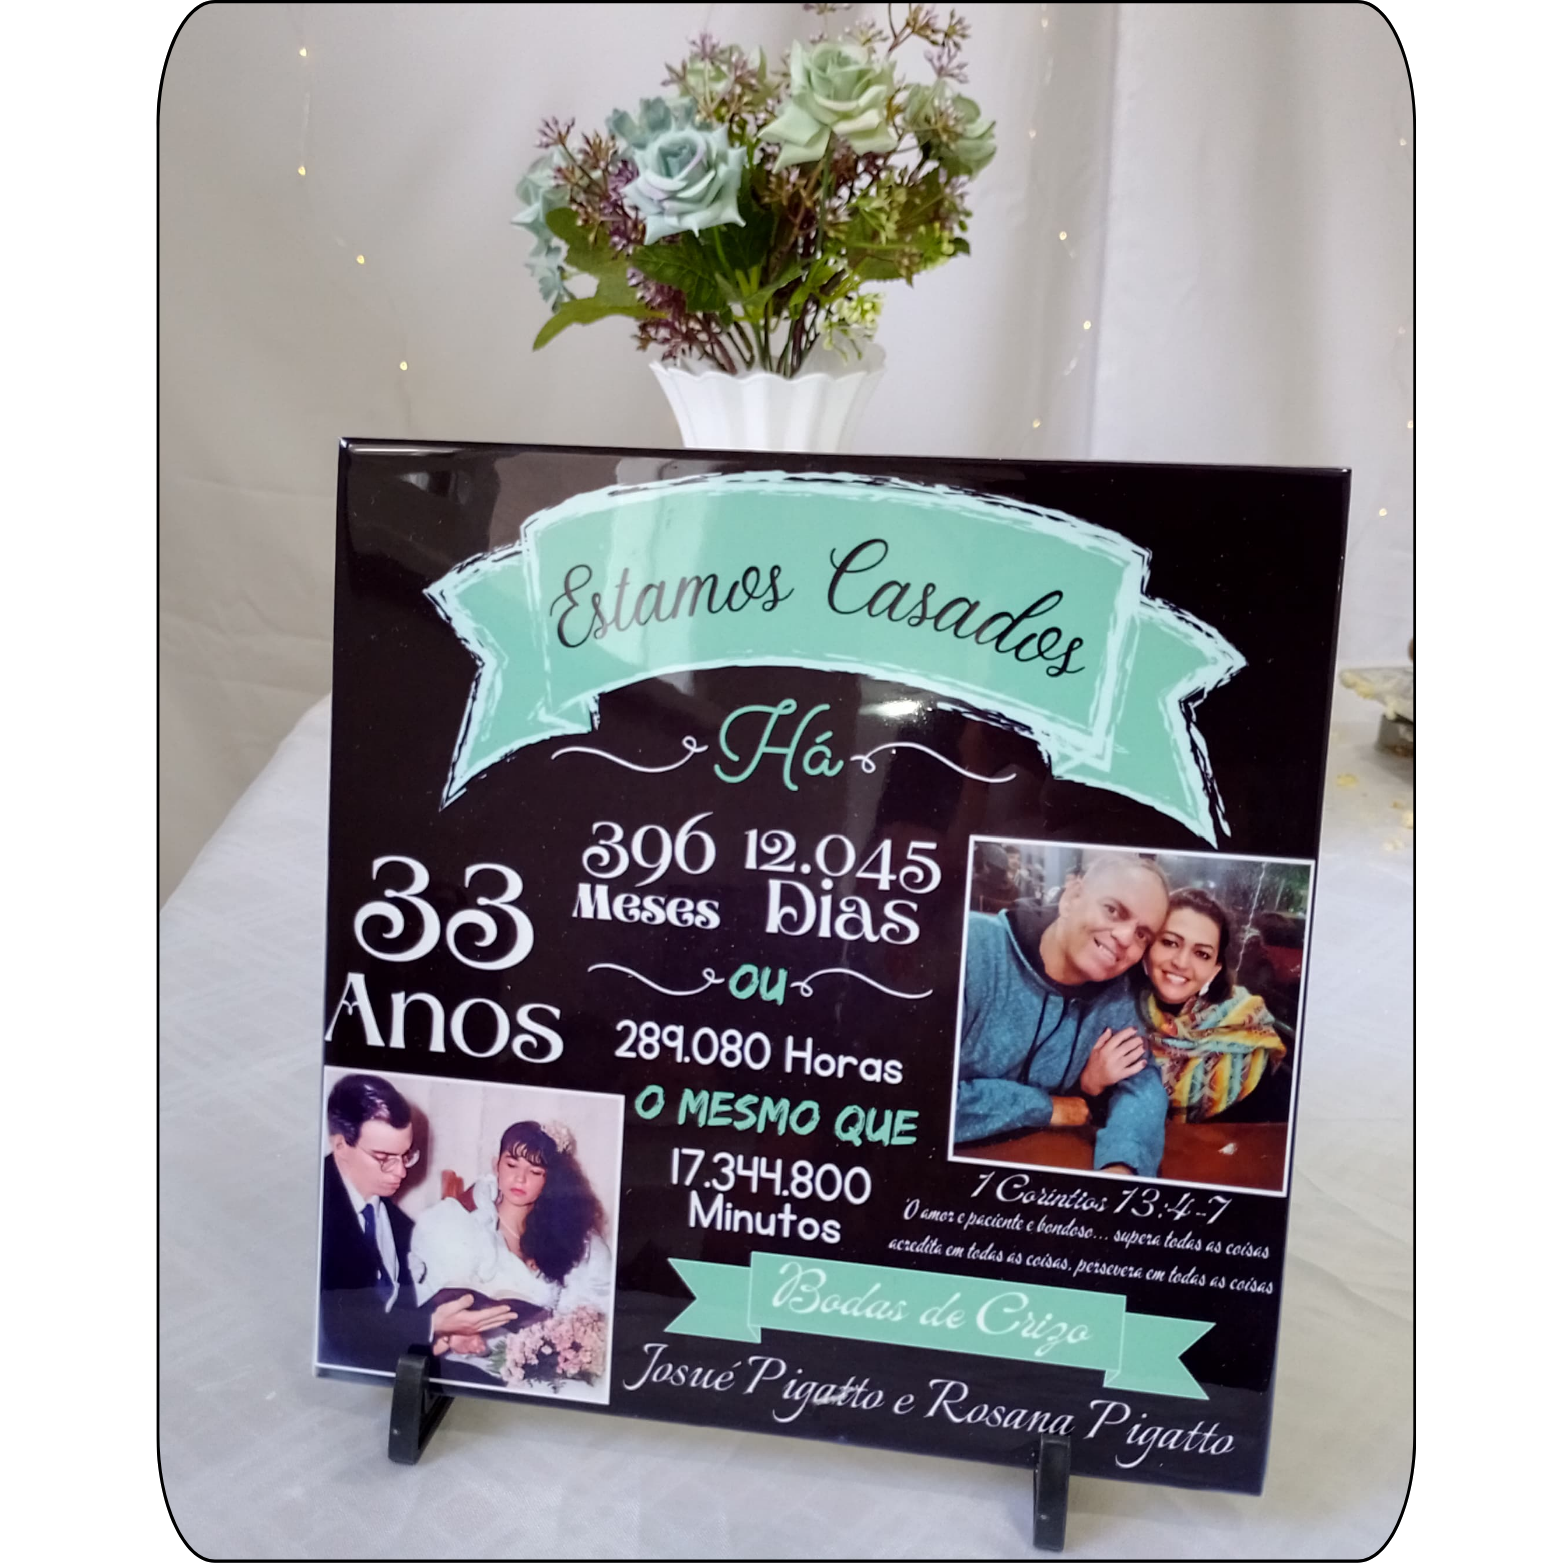 Estamos Casados
Há
33
Anos
396
Meses
12.045
Dias
ou
289.080 Horas
O MESMO QUE
17.344.800
Minutos
1 Coríntios 13:4-7
"O amor é paciente e bondoso... supera todas as coisas
acredita em todas as coisas, persevera em todas as coisas
Bodas de Crizo
Josué Pigatto e Rosana Pigatto